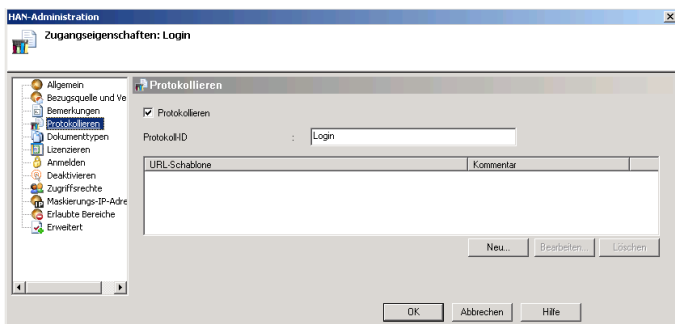 HAN-Administration
Zugangseigenschaften: Login
Allgemein
Bezugsquelle und Ve
Bemerkungen
Protokollieren
Dokumenttypen
Lizenzieren
Anmelden
Deaktivieren
Zugriffsrechte
Maskierungs-IP-Adre
Erlaubte Bereiche
Erweitert
Protokollieren
Protokollieren
Protokoll-ID : Login
URL-Schablone Kommentar
Neu... Bearbeiten... Löschen
OK Abbrechen Hilfe